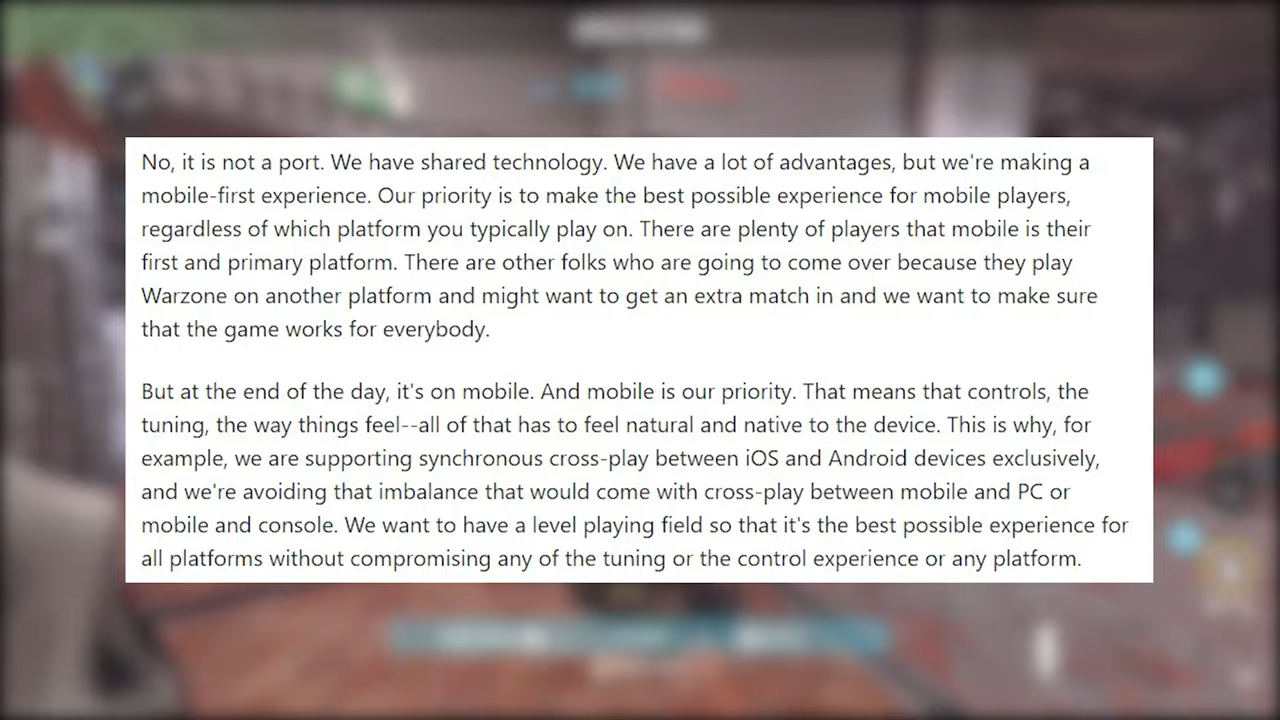 No, it is not a port. We have shared technology. We have a lot of advantages, but we're making a
mobile-first experience. Our priority is to make the best possible experience for mobile players,
regardless of which platform you typically play on. There are plenty of players that mobile is their
first and primary platform. There are other folks who are going to come over because they play
Warzone on another platform and might want to get an extra match in and we want to make sure
that the game works for everybody.
But at the end of the day, it's on mobile. And mobile is our priority. That means that controls, the
tuning, the way things feel--all of that has to feel natural and native to the device. This is why, for
example, we are supporting synchronous cross-play between iOS and Android devices exclusively,
and we're avoiding that imbalance that would come with cross-play between mobile and PC or
mobile and console. We want to have a level playing field so that it's the best possible experience for
all platforms without compromising any of the tuning or the control experience or any platform.